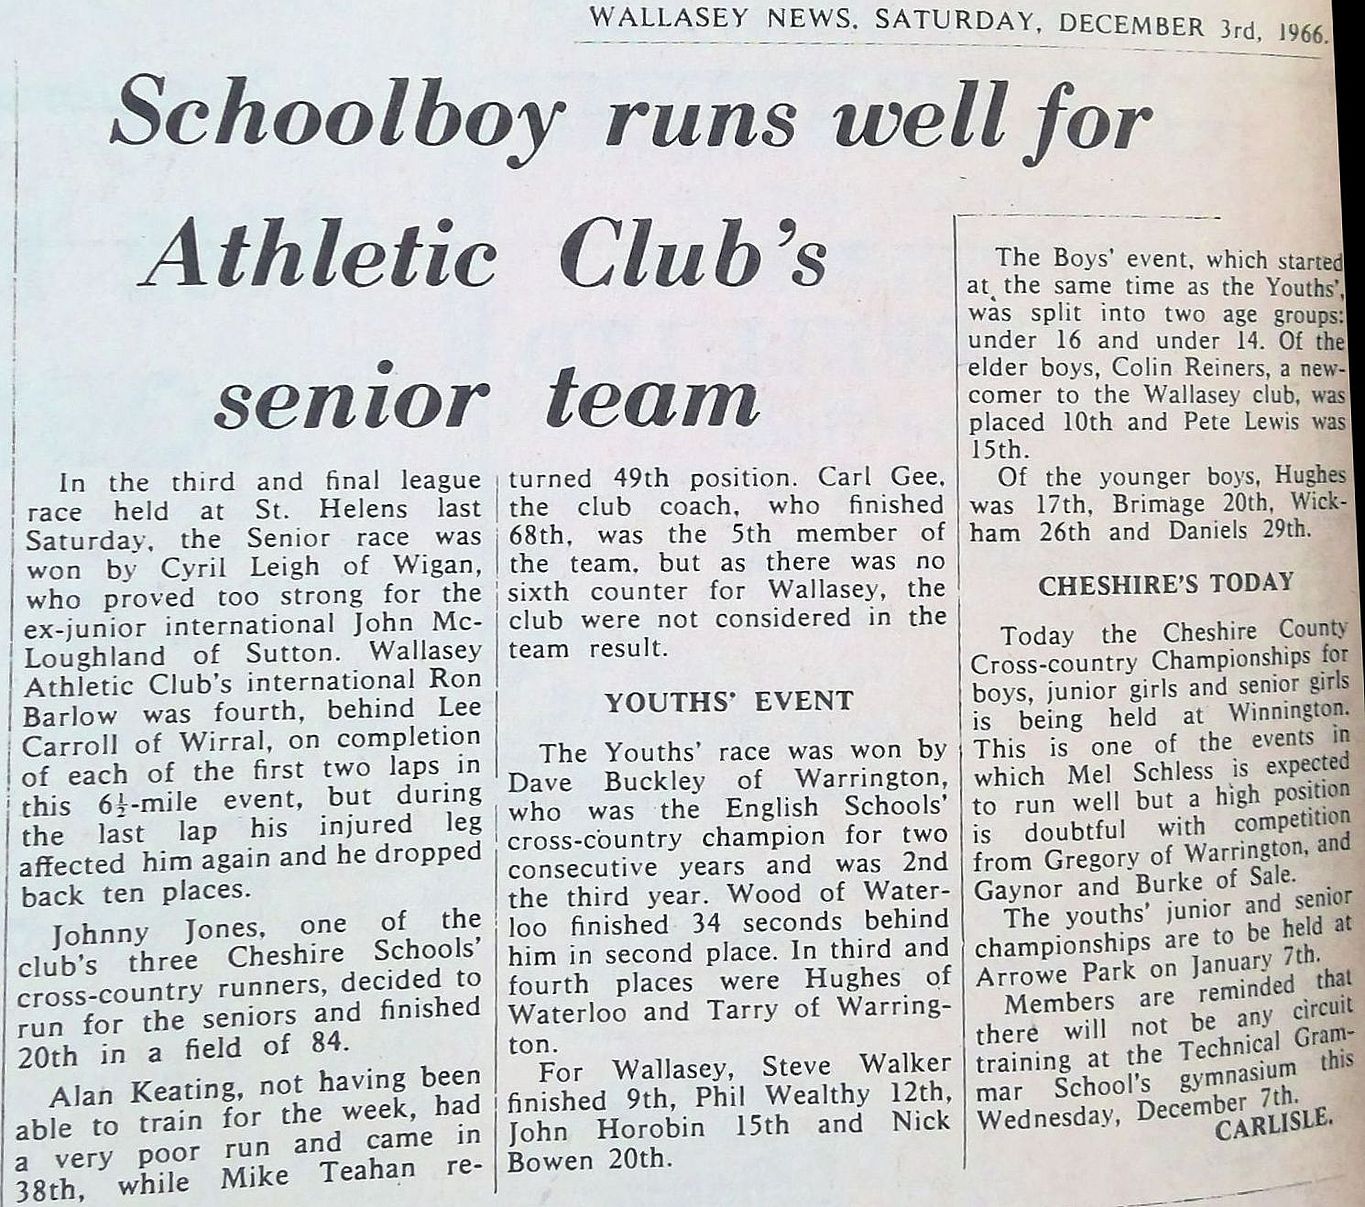 WALLASEY NEWS. SATURDAY, DECEMBER 3rd, 1966.
Schoolboy runs well for
Athletic Club's
senior team
In the third and final league
race held at St. Helens last
Saturday, the Senior race was
won by Cyril Leigh of Wigan,
who proved too strong for the
ex-junior international John Mc-
Loughland of Sutton. Wallasey
Athletic Club's international Ron
Barlow was fourth, behind Lee
Carroll of Wirral, on completion
of each of the first two laps in
this 6½-mile event, but during
the last lap his injured leg
affected him again and he dropped
back ten places.
Johnny Jones, one of the
club's three Cheshire Schools'
cross-country runners, decided to
run for the seniors and finished
20th in a field of 84.
Alan Keating, not having been
able to train for the week, had
a very poor run and came in
38th, while Mike Teahan re-
turned 49th position. Carl Gee,
the club coach, who finished
68th, was the 5th member of
the team, but as there was no
sixth counter for Wallasey, the
club were not considered in the
team result.
YOUTHS' EVENT
The Youths' race was won by
Dave Buckley of Warrington,
who was the English Schools'
cross-country champion for two
consecutive years and was 2nd
the third year. Wood of Water-
loo finished 34 seconds behind
him in second place. In third and
fourth places were Hughes of
Waterloo and Tarry of Warring-
ton.
For Wallasey, Steve Walker
finished 9th, Phil Wealthy 12th,
John Horobin 15th and Nick
Bowen 20th.
The Boys' event, which started
at the same time as the Youths',
was split into two age groups:
under 16 and under 14. Of the
elder boys, Colin Reiners, a new-
comer to the Wallasey club, was
placed 10th and Pete Lewis was
15th.
Of the younger boys, Hughes
was 17th, Brimage 20th, Wick-
ham 26th and Daniels 29th.
CHESHIRE'S TODAY
Today the Cheshire County
Cross-country Championships for
boys, junior girls and senior girls
is being held at Winnington.
This is one of the events in
which Mel Schless is expected
to run well but a high position
is doubtful with competition
from Gregory of Warrington, and
Gaynor and Burke of Sale.
The youths' junior and senior
championships are to be held at
Arrowe Park on January 7th.
Members are reminded that
there will not be any circuit
training at the Technical Gram-
mar School's gymnasium this
Wednesday, December 7th.
CARLISLE.